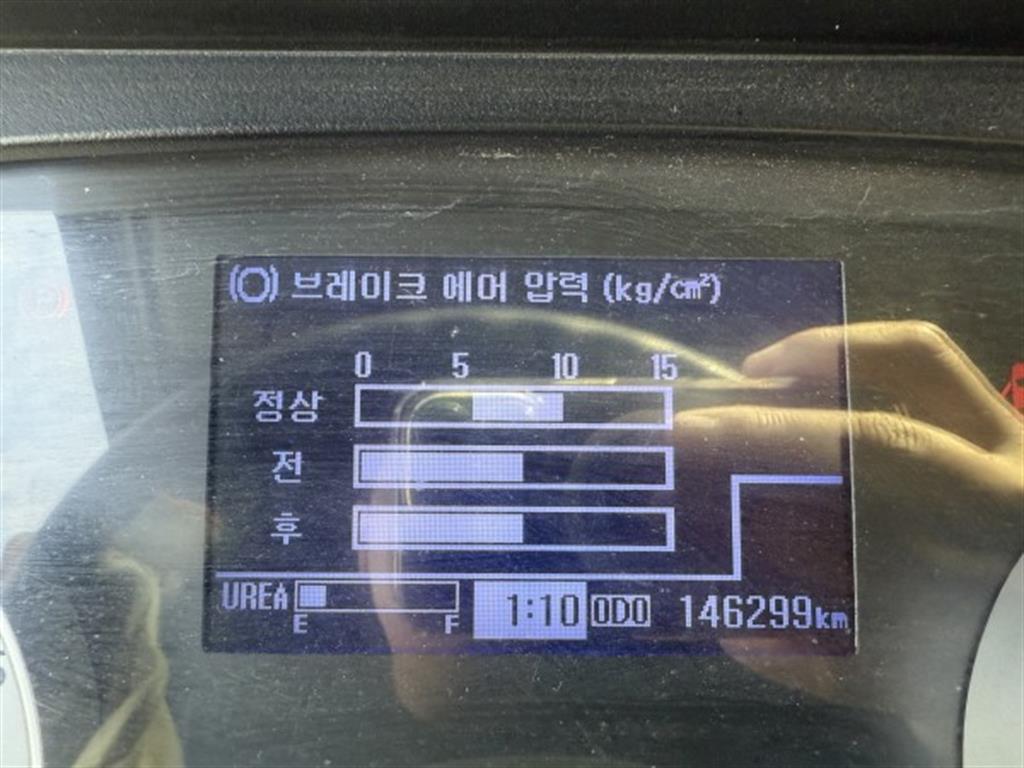 브레이크 에어 압력 (kg/㎠)
0 5 10 15
정상
전
후
UREA E F 1:10 ODO 146299km